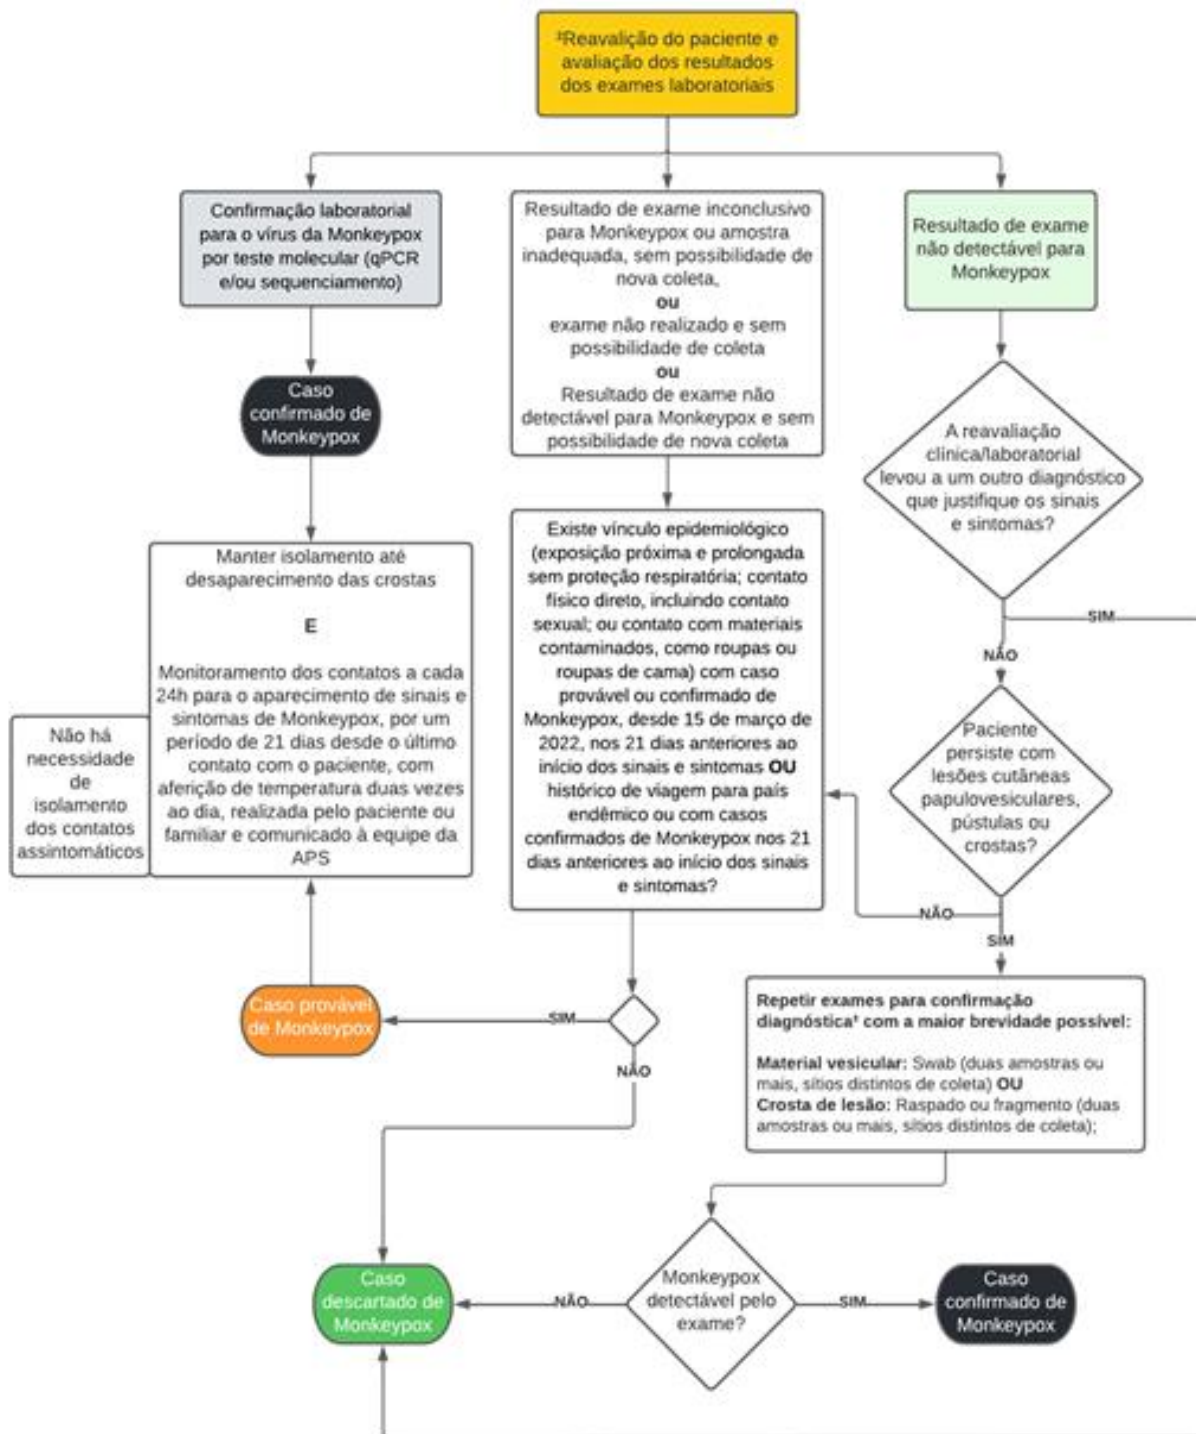 ‡Reavalição do paciente e
avaliação dos resultados
dos exames laboratoriais
Confirmação laboratorial
para o vírus da Monkeypox
por teste molecular (qPCR
e/ou sequenciamento)
Caso
confirmado de
Monkeypox
Manter isolamento até
desaparecimento das crostas
E
Monitoramento dos contatos a cada
24h para o aparecimento de sinais e
sintomas de Monkeypox, por um
período de 21 dias desde o último
contato com o paciente, com
aferição de temperatura duas vezes
ao dia, realizada pelo paciente ou
familiar e comunicado à equipe da
APS
Não há
necessidade
de
isolamento
dos contatos
assintomáticos
Caso provável
de Monkeypox
Resultado de exame inconclusivo
para Monkeypox ou amostra
inadequada, sem possibilidade de
nova coleta,
ou
exame não realizado e sem
possibilidade de coleta
ou
Resultado de exame não
detectável para Monkeypox e sem
possibilidade de nova coleta
Existe vínculo epidemiológico
(exposição próxima e prolongada
sem proteção respiratória; contato
físico direto, incluindo contato
sexual; ou contato com materiais
contaminados, como roupas ou
roupas de cama) com caso
provável ou confirmado de
Monkeypox, desde 15 de março de
2022, nos 21 dias anteriores ao
início dos sinais e sintomas OU
histórico de viagem para país
endêmico ou com casos
confirmados de Monkeypox nos 21
dias anteriores ao início dos sinais
e sintomas?
SIM
NÃO
Resultado de exame
não detectável para
Monkeypox
A reavaliação
clínica/laboratorial
levou a um outro diagnóstico
que justifique os sinais
e sintomas?
SIM
NÃO
Paciente
persiste com
lesões cutâneas
papulovesiculares,
pústulas ou
crostas?
NÃO
SIM
Repetir exames para confirmação
diagnóstica‡ com a maior brevidade possível:
Material vesicular: Swab (duas amostras ou
mais, sítios distintos de coleta) OU
Crosta de lesão: Raspado ou fragmento (duas
amostras ou mais, sítios distintos de coleta);
Monkeypox
detectável pelo
exame?
NÃO
SIM
Caso
descartado de
Monkeypox
Caso
confirmado de
Monkeypox